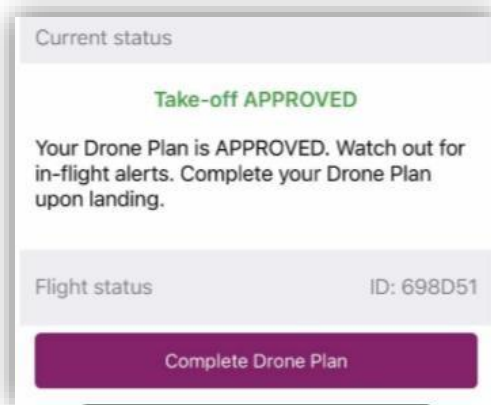 Current status
Take-off APPROVED
Your Drone Plan is APPROVED. Watch out for
in-flight alerts. Complete your Drone Plan
upon landing.
Flight status ID: 698D51
Complete Drone Plan